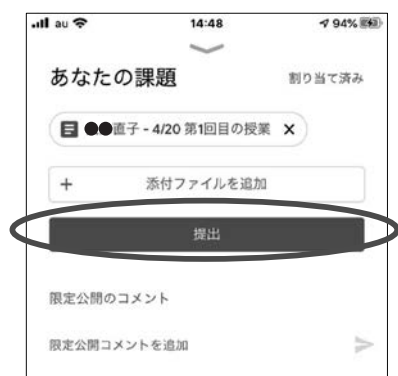 au 14:48 94%
あなたの課題 割り当て済み
●●直子 - 4/20 第1回目の授業 ×
+ 添付ファイルを追加
提出
限定公開のコメント
限定公開コメントを追加